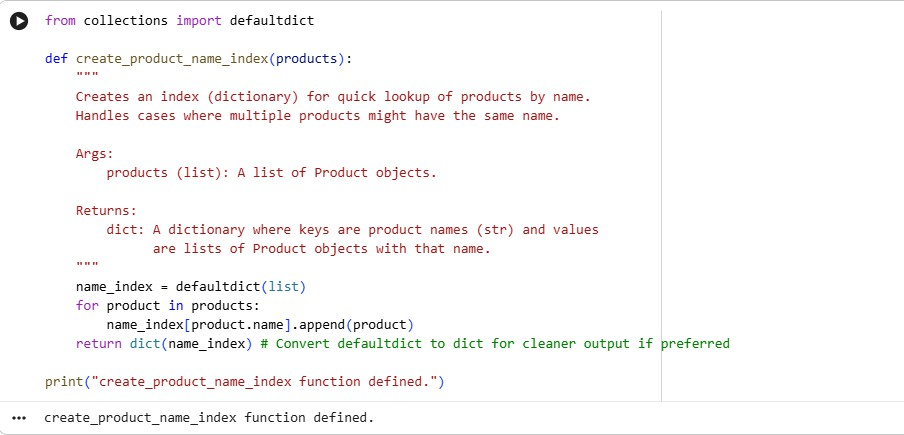 from collections import defaultdict
def create_product_name_index(products):
    """
    Creates an index (dictionary) for quick lookup of products by name.
    Handles cases where multiple products might have the same name.
    Args:
        products (list): A list of Product objects.
    Returns:
        dict: A dictionary where keys are product names (str) and values
              are lists of Product objects with that name.
    """
    name_index = defaultdict(list)
    for product in products:
        name_index[product.name].append(product)
    return dict(name_index) # Convert defaultdict to dict for cleaner output if preferred
print("create_product_name_index function defined.")
create_product_name_index function defined.